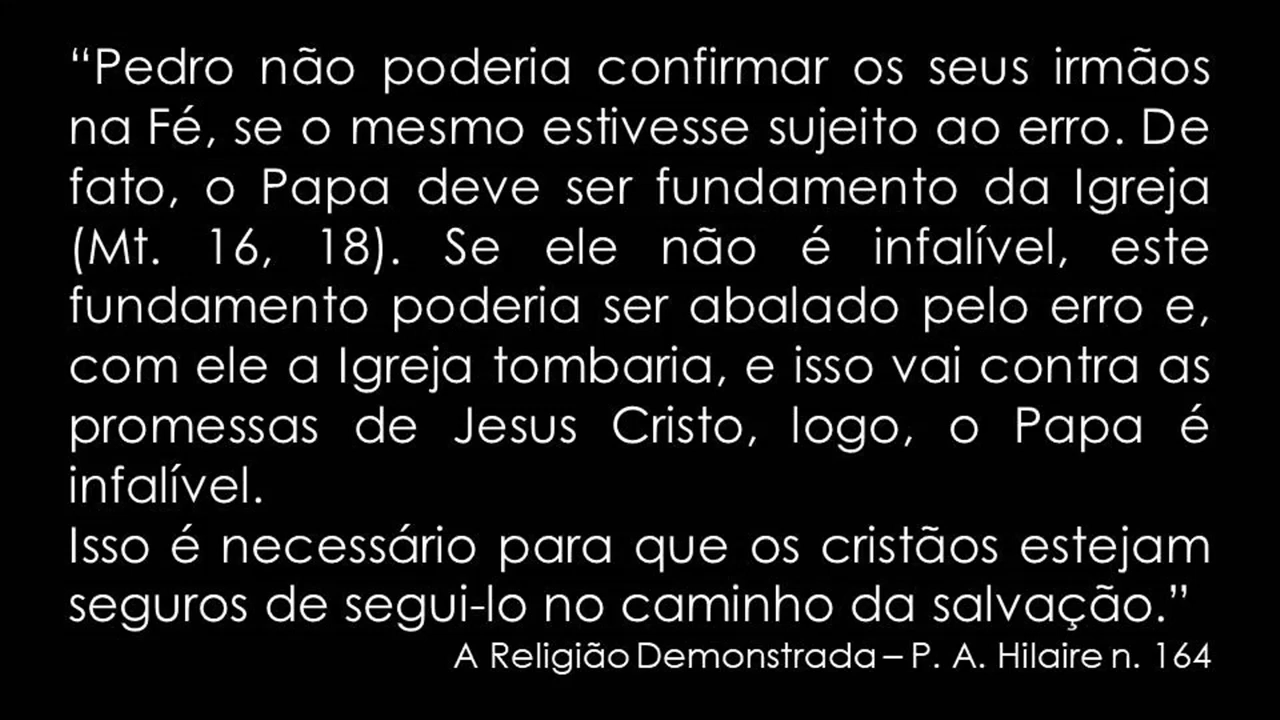 “Pedro não poderia confirmar os seus irmãos
na Fé, se o mesmo estivesse sujeito ao erro. De
fato, o Papa deve ser fundamento da Igreja
(Mt. 16, 18). Se ele não é infalível, este
fundamento poderia ser abalado pelo erro e,
com ele a Igreja tombaria, e isso vai contra as
promessas de Jesus Cristo, logo, o Papa é
infalível.
Isso é necessário para que os cristãos estejam
seguros de segui-lo no caminho da salvação.”
A Religião Demonstrada – P. A. Hilaire n. 164